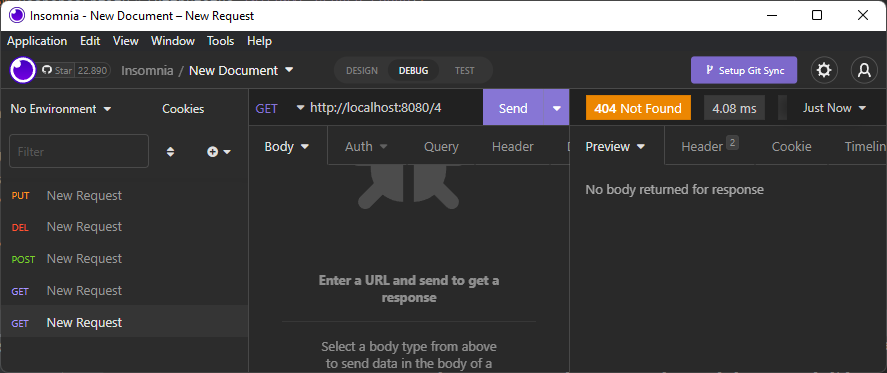 Insomnia - New Document – New Request
Application Edit View Window Tools Help
Star 22.890
Insomnia / New Document
DESIGN DEBUG TEST
Setup Git Sync
No Environment
Cookies
Filter
PUT New Request
DEL New Request
POST New Request
GET New Request
GET New Request
GET http://localhost:8080/4 Send
Body Auth Query Header
Enter a URL and send to get a
response
Select a body type from above
to send data in the body of a
404 Not Found 4.08 ms Just Now
Preview Header 2 Cookie Timelin
No body returned for response